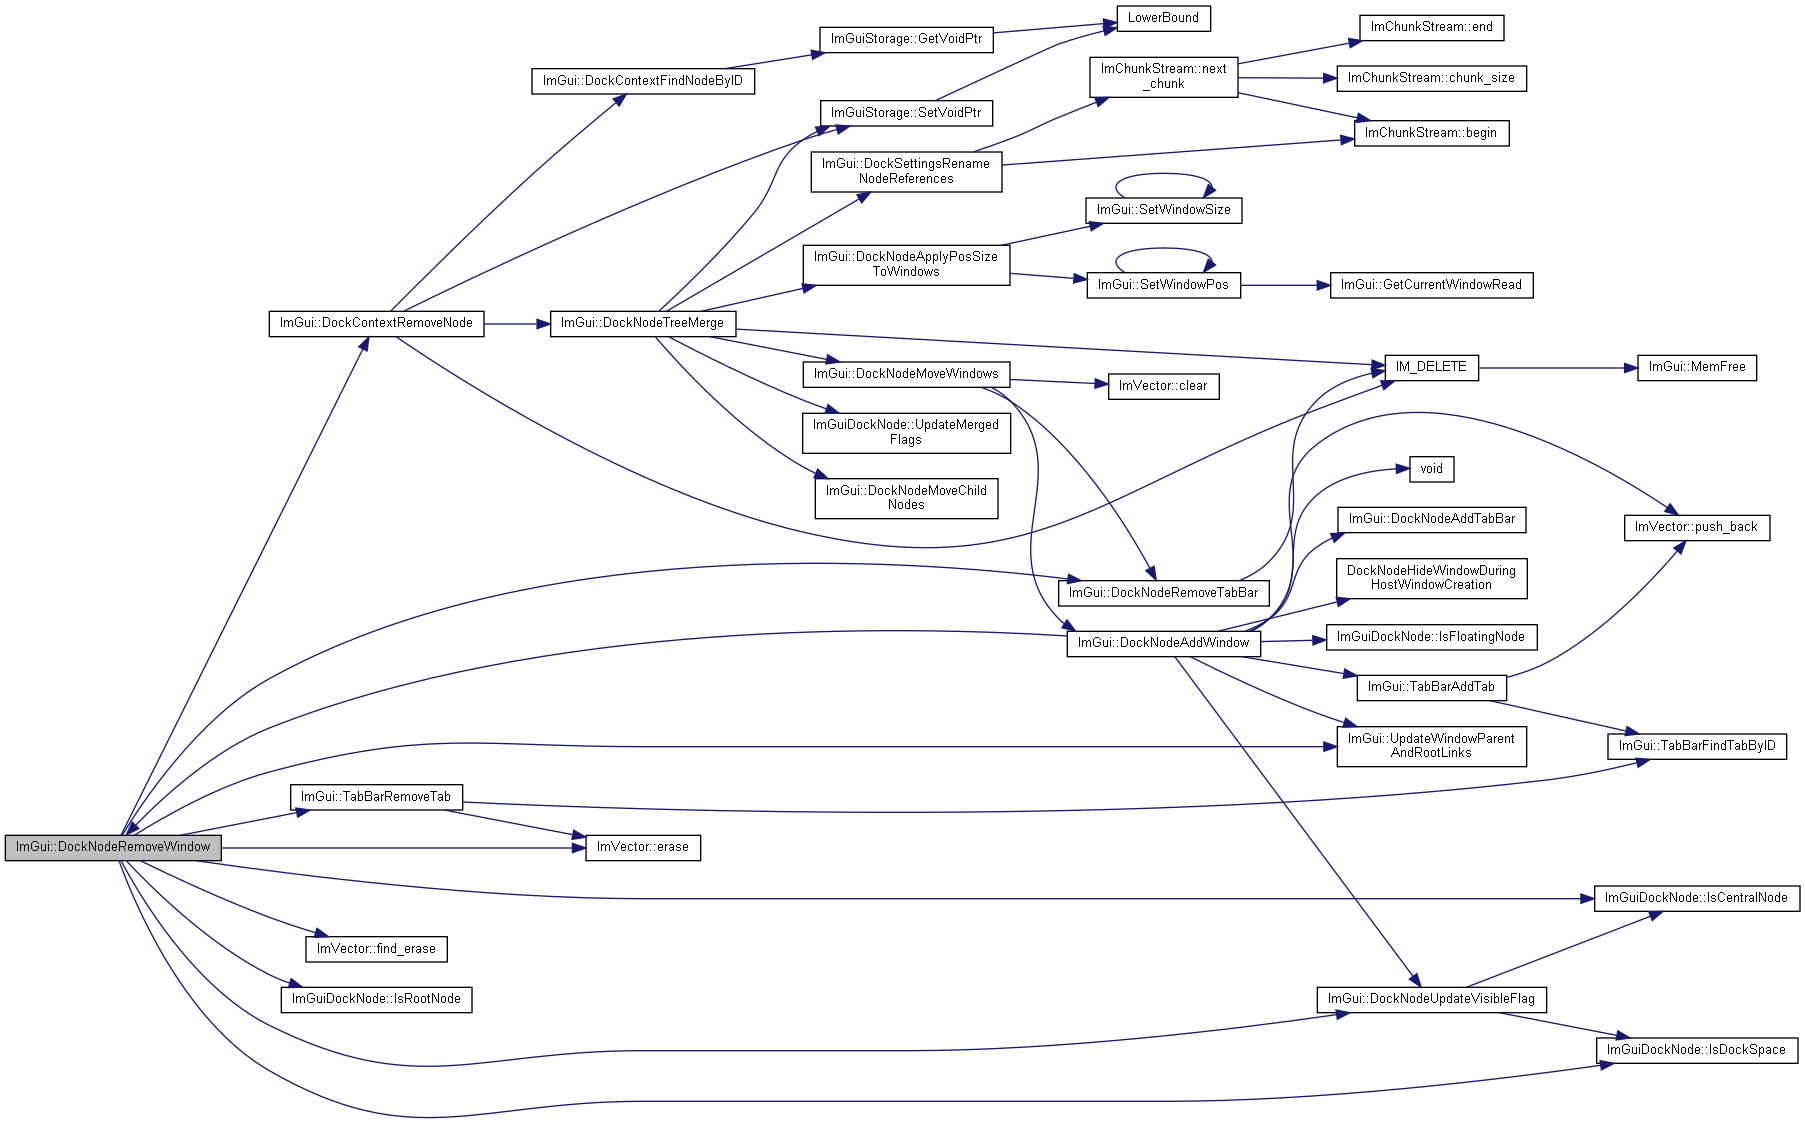 LowerBound
ImChunkStream::end
ImGuiStorage::GetVoidPtr
ImGui::DockContextFindNodeByID
ImChunkStream::next
_chunk
ImChunkStream::chunk_size
ImGuiStorage::SetVoidPtr
ImChunkStream::begin
ImGui::DockSettingsRename
NodeReferences
ImGui::SetWindowSize
ImGui::DockNodeApplyPosSize
ToWindows
ImGui::SetWindowPos
ImGui::GetCurrentWindowRead
ImGui::DockContextRemoveNode
ImGui::DockNodeTreeMerge
IM_DELETE
ImGui::MemFree
ImGui::DockNodeMoveWindows
ImVector::clear
ImGuiDockNode::UpdateMerged
Flags
void
ImGui::DockNodeMoveChild
Nodes
ImGui::DockNodeAddTabBar
ImVector::push_back
DockNodeHideWindowDuring
HostWindowCreation
ImGui::DockNodeRemoveTabBar
ImGui::DockNodeAddWindow
ImGuiDockNode::IsFloatingNode
ImGui::TabBarAddTab
ImGui::UpdateWindowParent
AndRootLinks
ImGui::TabBarFindTabByID
ImGui::TabBarRemoveTab
ImGui::DockNodeRemoveWindow
ImVector::erase
ImGuiDockNode::IsCentralNode
ImVector::find_erase
ImGuiDockNode::IsRootNode
ImGui::DockNodeUpdateVisibleFlag
ImGuiDockNode::IsDockSpace